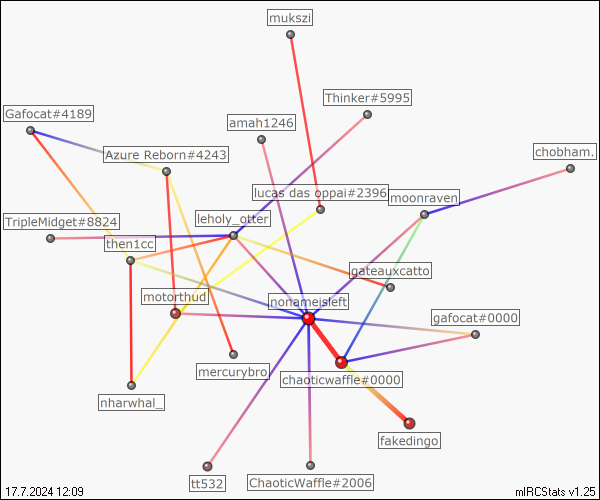 mukszi
Thinker#5995
Gafocat#4189
amah1246
Azure Reborn#4243
chobham.
lucas das oppai#2396
moonraven
TripleMidget#8824
leholy_otter
then1cc
gateauxcatto
motorthud
nonameisleft
gafocat#0000
mercurybro
chaoticwaffle#0000
nharwhal_
fakedingo
tt532
ChaoticWaffle#2006
17.7.2024 12:09
mIRCStats v1.25